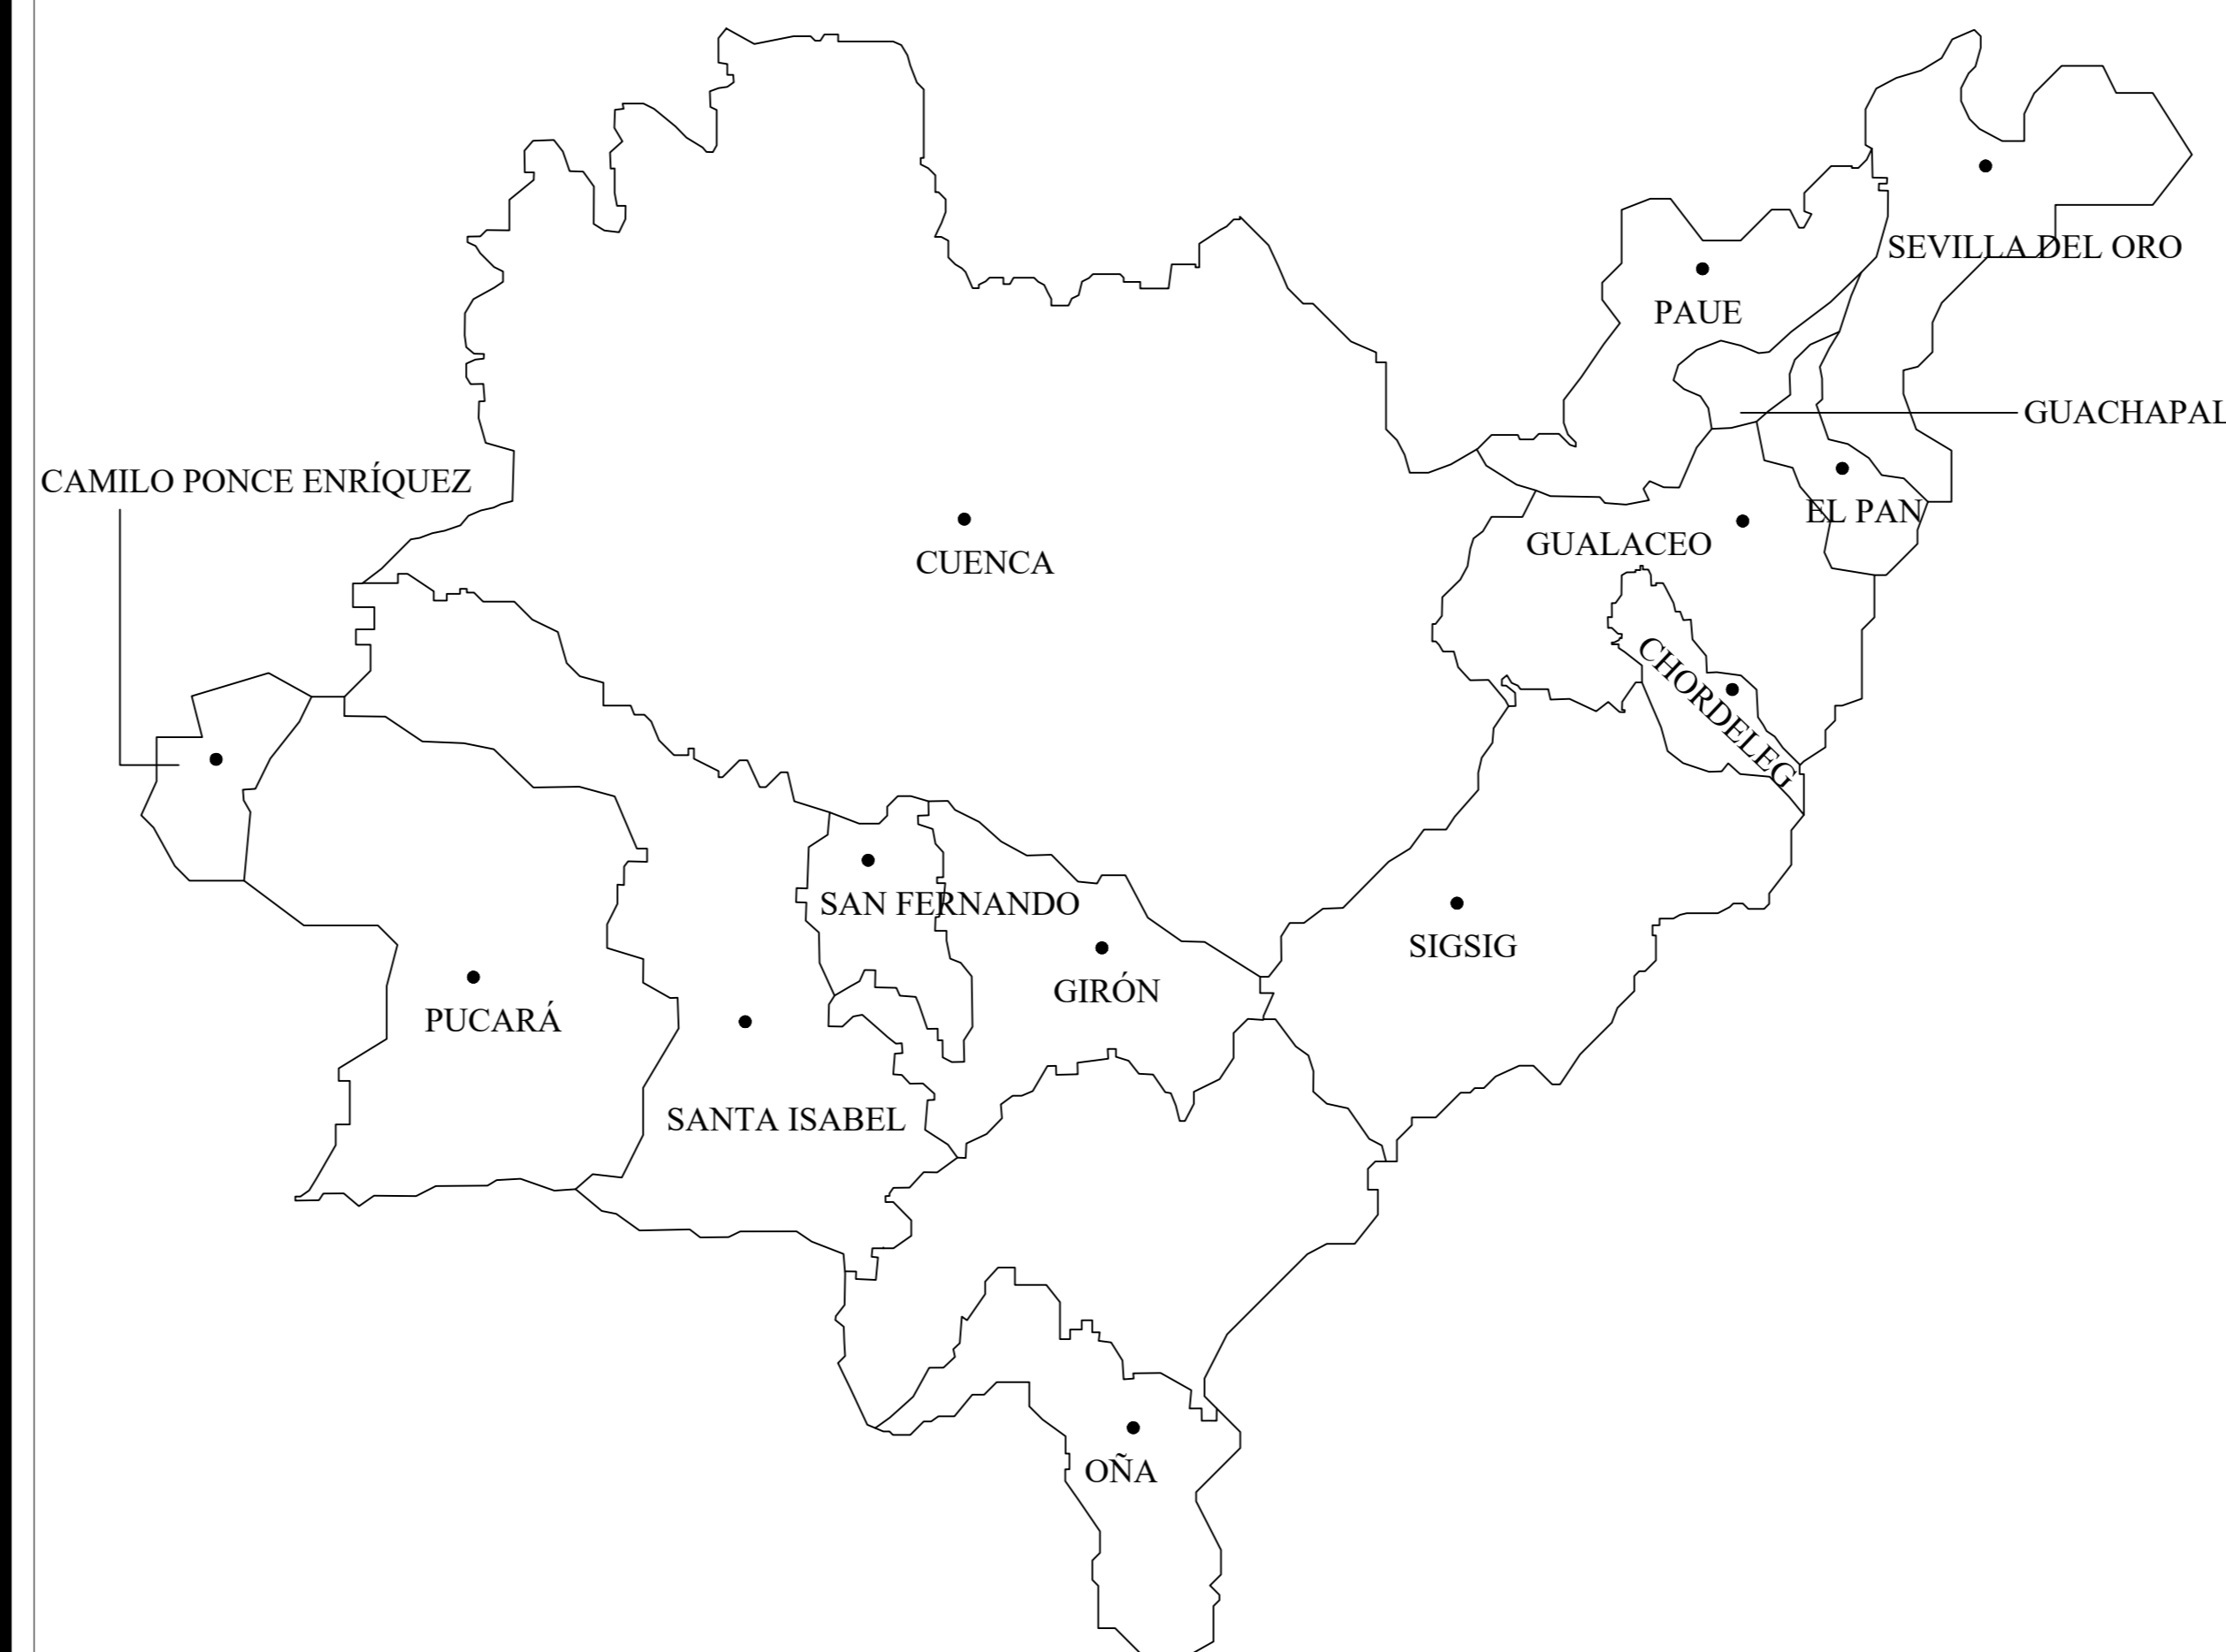 SEVILLA DEL ORO
PAUE
GUACHAPAL
CAMILO PONCE ENRÍQUEZ
EL PAN
GUALACEO
CUENCA
CHORDELEG
SAN FERNANDO
SIGSIG
GIRÓN
PUCARÁ
SANTA ISABEL
OÑA